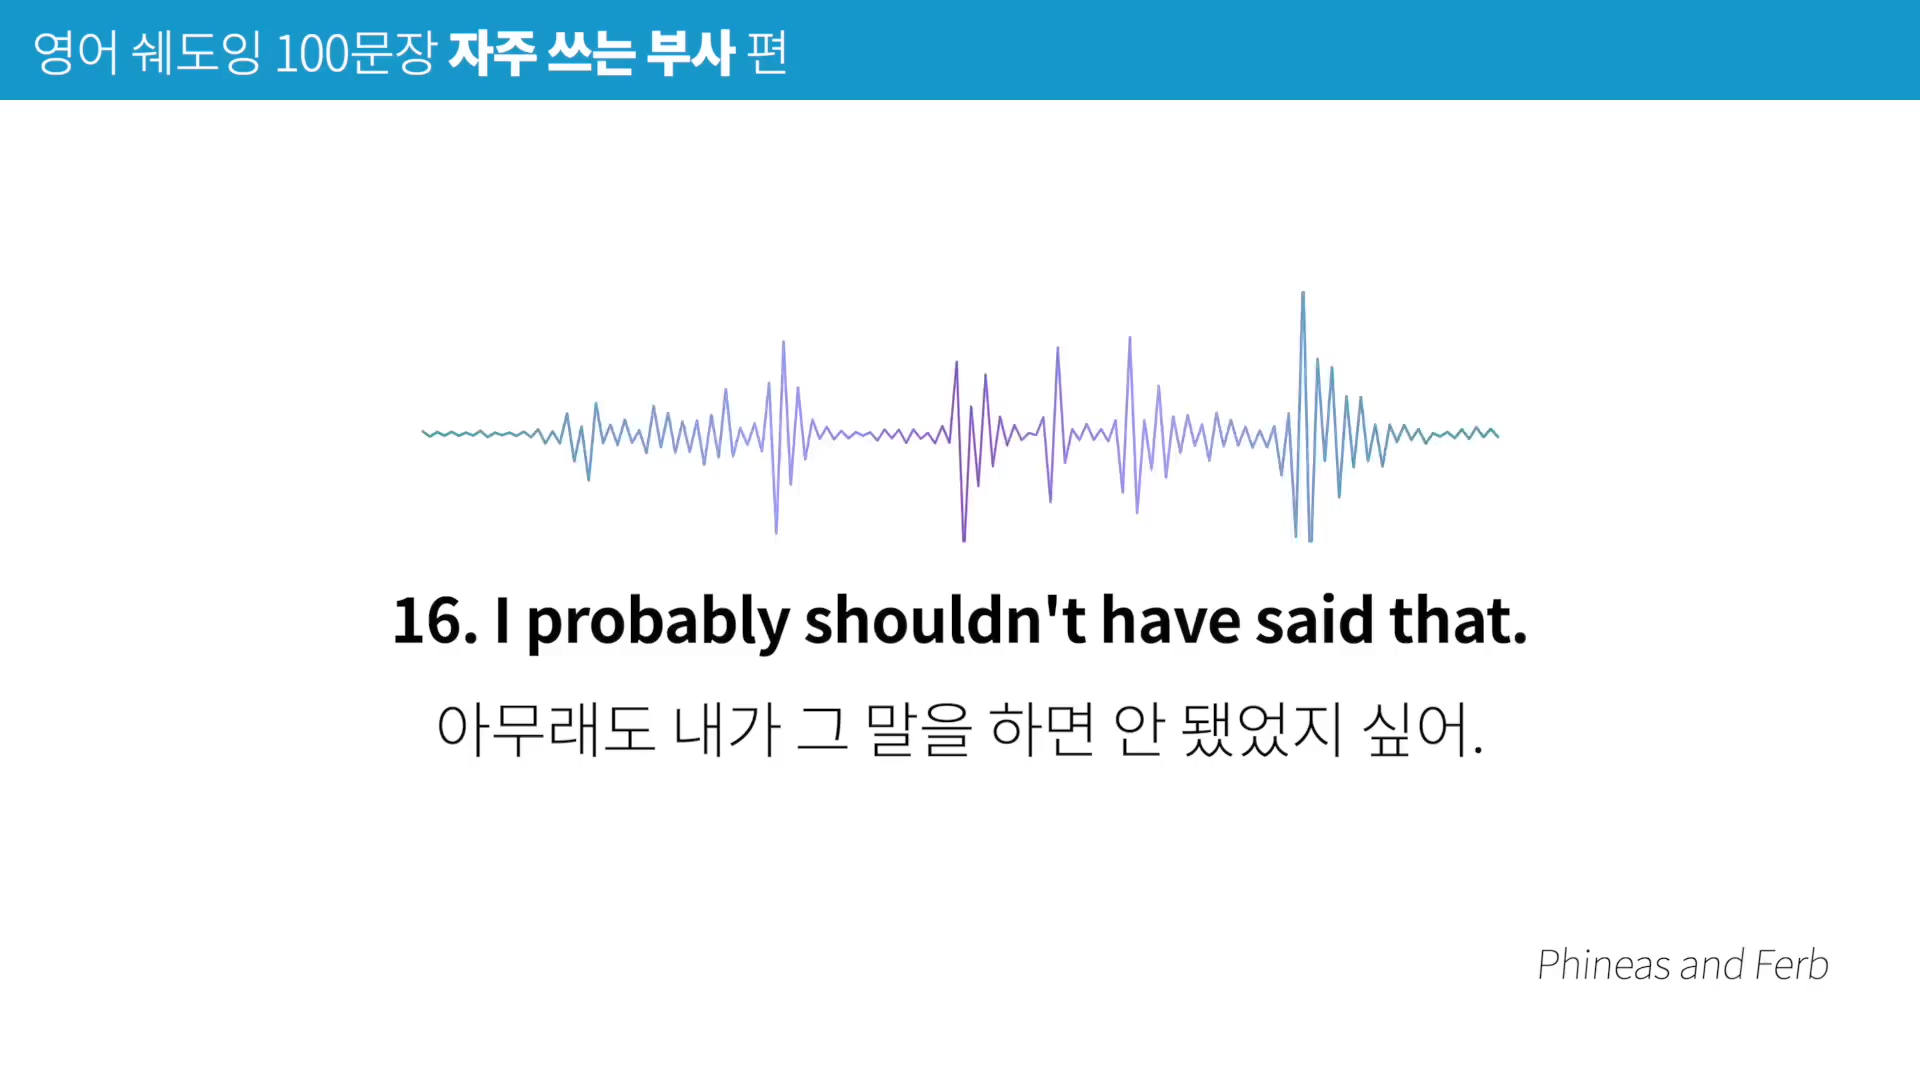 영어 쉐도잉 100문장 자주 쓰는 부사 편
16. I probably shouldn't have said that.
아무래도 내가 그 말을 하면 안 됐었지 싶어.
Phineas and Ferb